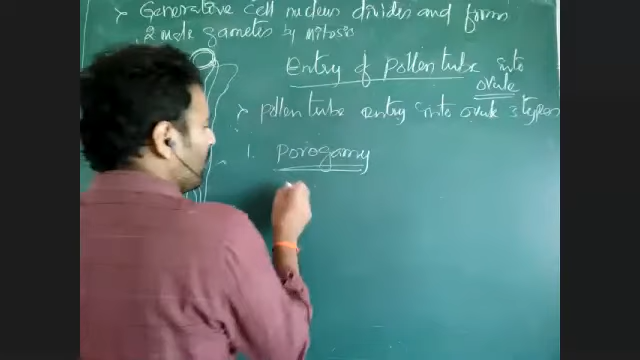 * Generative cell nucleus divides and forms
2 male gametes by mitosis
Entry of Pollen tube into
ovule
* pollen tube entry into ovule 3 types
1. Porogamy